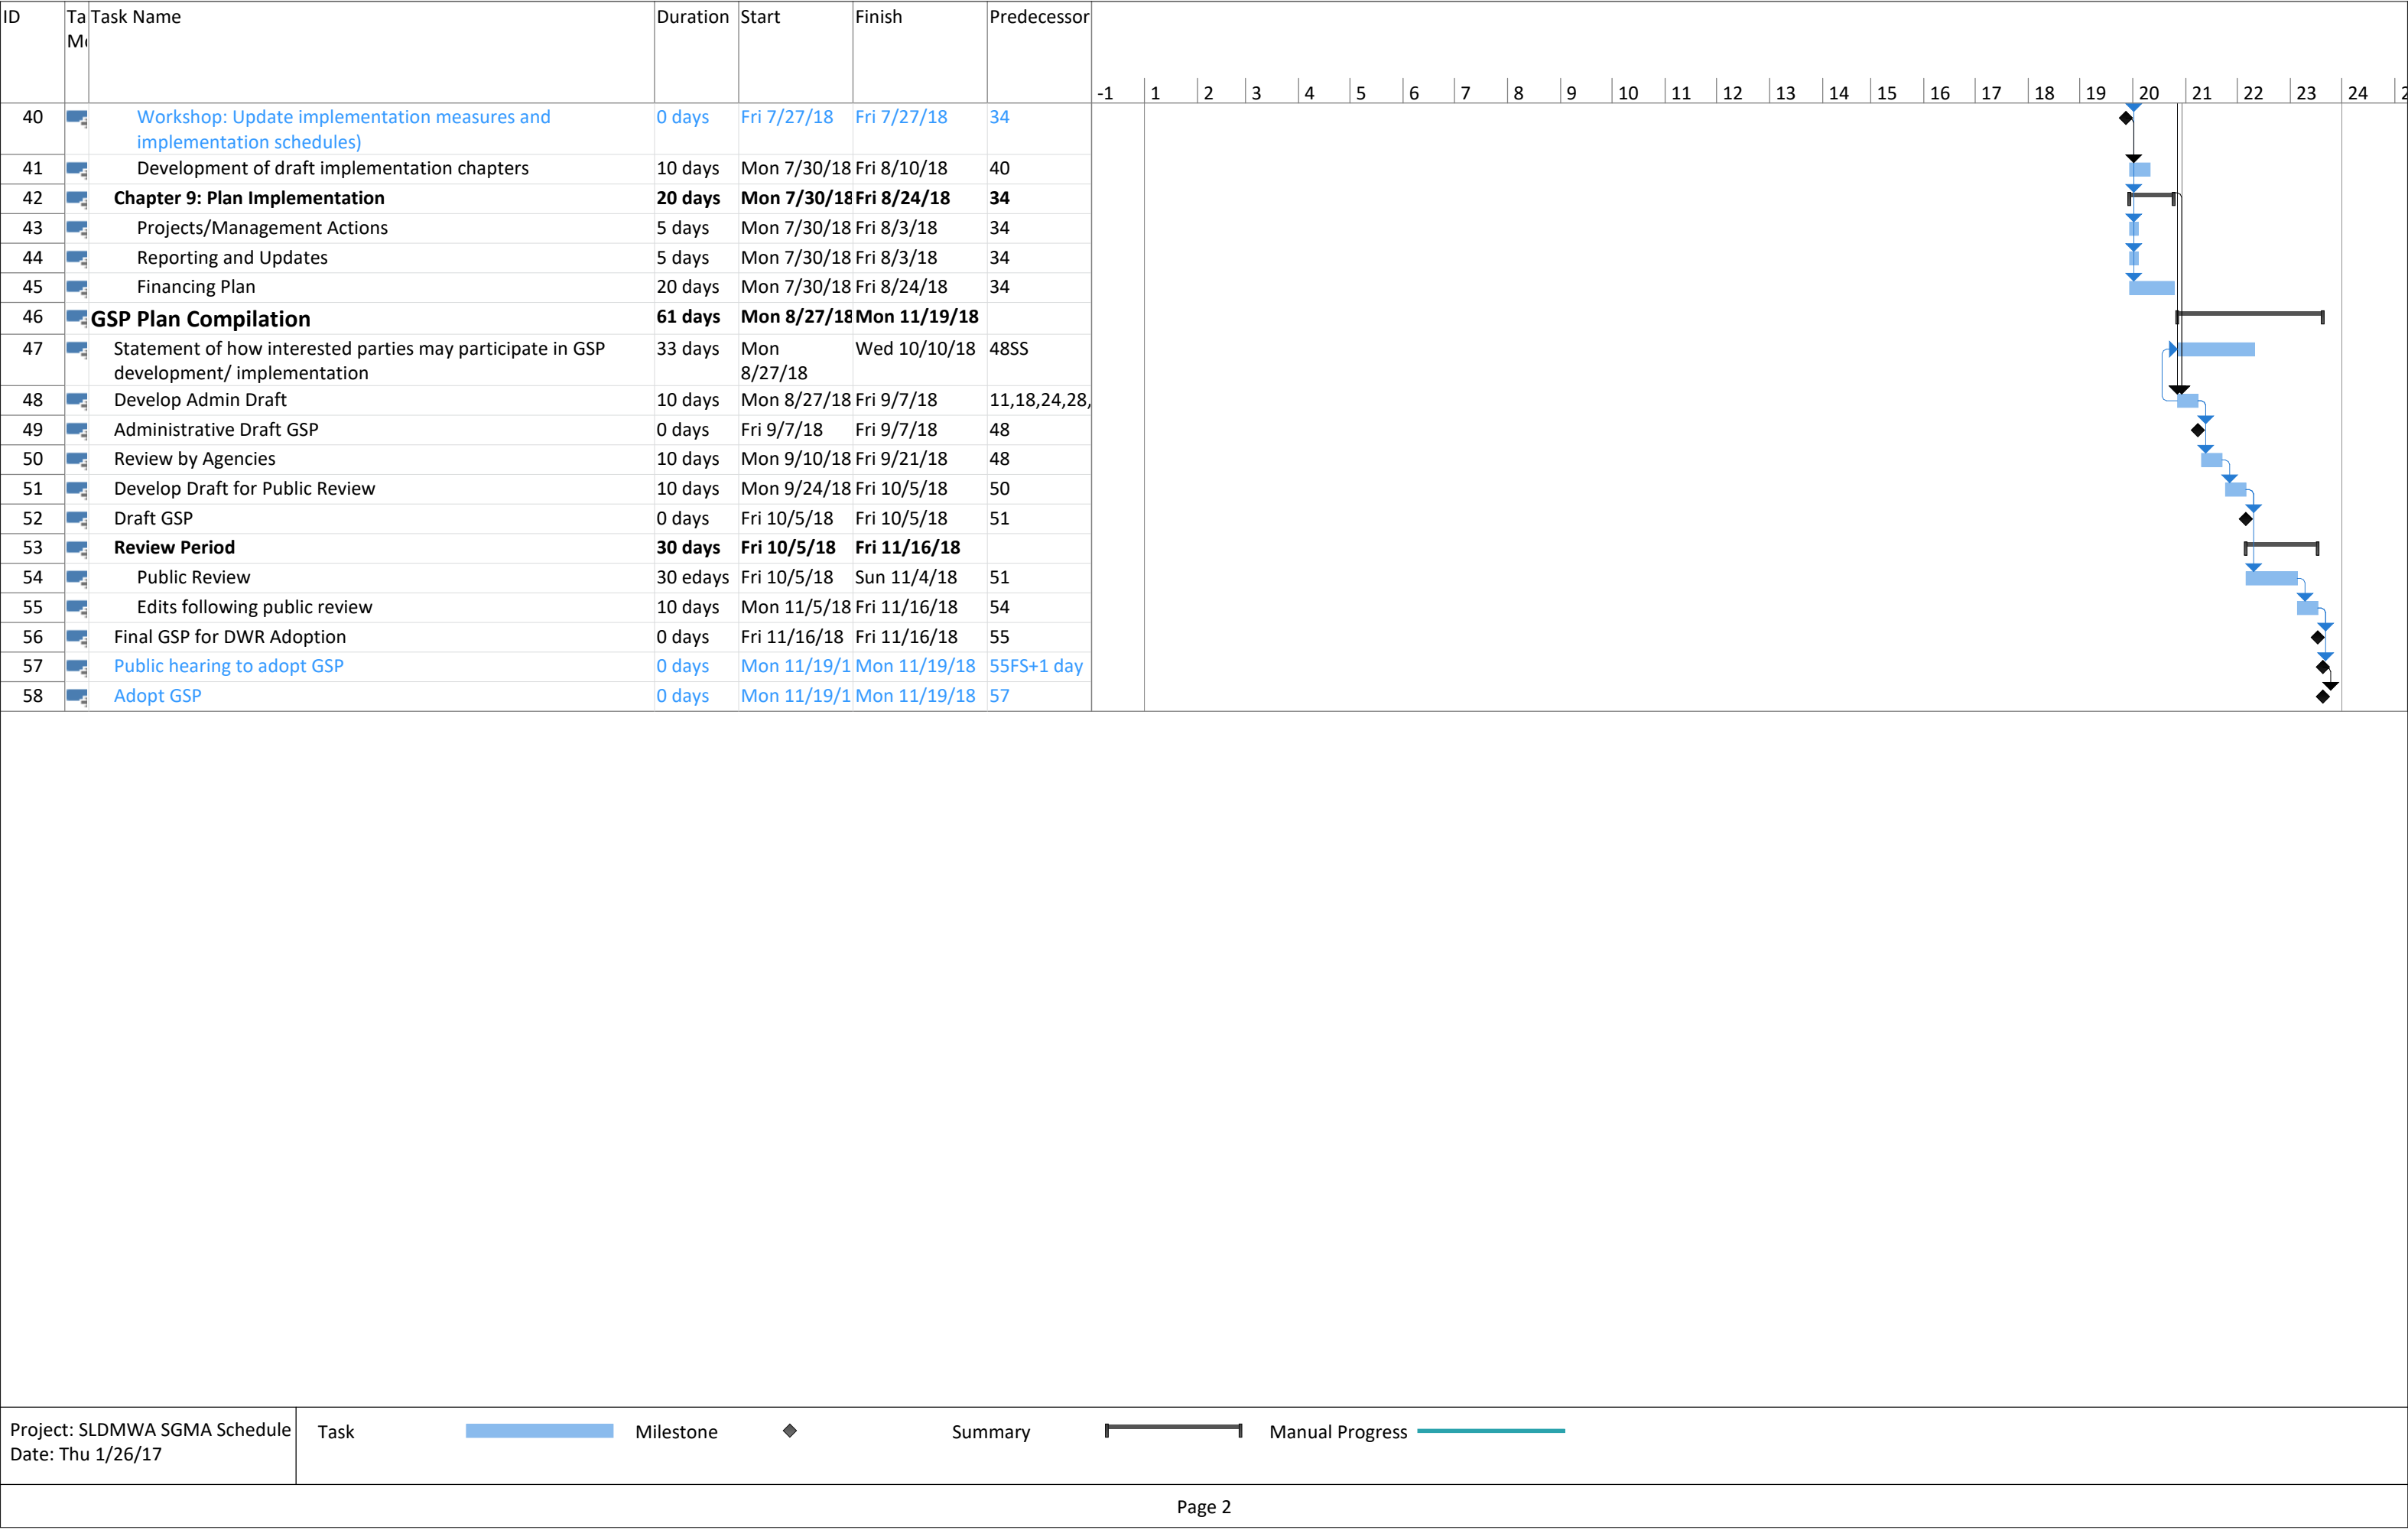 ID Ta Task Name Duration Start Finish Predecessor
M
-1 1 2 3 4 5 6 7 8 9 10 11 12 13 14 15 16 17 18 19 20 21 22 23 24 2
40 Workshop: Update implementation measures and 0 days Fri 7/27/18 Fri 7/27/18 34
implementation schedules)
41 Development of draft implementation chapters 10 days Mon 7/30/18 Fri 8/10/18 40
42 Chapter 9: Plan Implementation 20 days Mon 7/30/18 Fri 8/24/18 34
43 Projects/Management Actions 5 days Mon 7/30/18 Fri 8/3/18 34
44 Reporting and Updates 5 days Mon 7/30/18 Fri 8/3/18 34
45 Financing Plan 20 days Mon 7/30/18 Fri 8/24/18 34
46 GSP Plan Compilation 61 days Mon 8/27/18 Mon 11/19/18
47 Statement of how interested parties may participate in GSP 33 days Mon Wed 10/10/18 48SS
development/ implementation 8/27/18
48 Develop Admin Draft 10 days Mon 8/27/18 Fri 9/7/18 11,18,24,28,
49 Administrative Draft GSP 0 days Fri 9/7/18 Fri 9/7/18 48
50 Review by Agencies 10 days Mon 9/10/18 Fri 9/21/18 48
51 Develop Draft for Public Review 10 days Mon 9/24/18 Fri 10/5/18 50
52 Draft GSP 0 days Fri 10/5/18 Fri 10/5/18 51
53 Review Period 30 days Fri 10/5/18 Fri 11/16/18
54 Public Review 30 edays Fri 10/5/18 Sun 11/4/18 51
55 Edits following public review 10 days Mon 11/5/18 Fri 11/16/18 54
56 Final GSP for DWR Adoption 0 days Fri 11/16/18 Fri 11/16/18 55
57 Public hearing to adopt GSP 0 days Mon 11/19/1 Mon 11/19/18 55FS+1 day
58 Adopt GSP 0 days Mon 11/19/1 Mon 11/19/18 57
Project: SLDMWA SGMA Schedule Task Milestone Summary Manual Progress
Date: Thu 1/26/17
Page 2